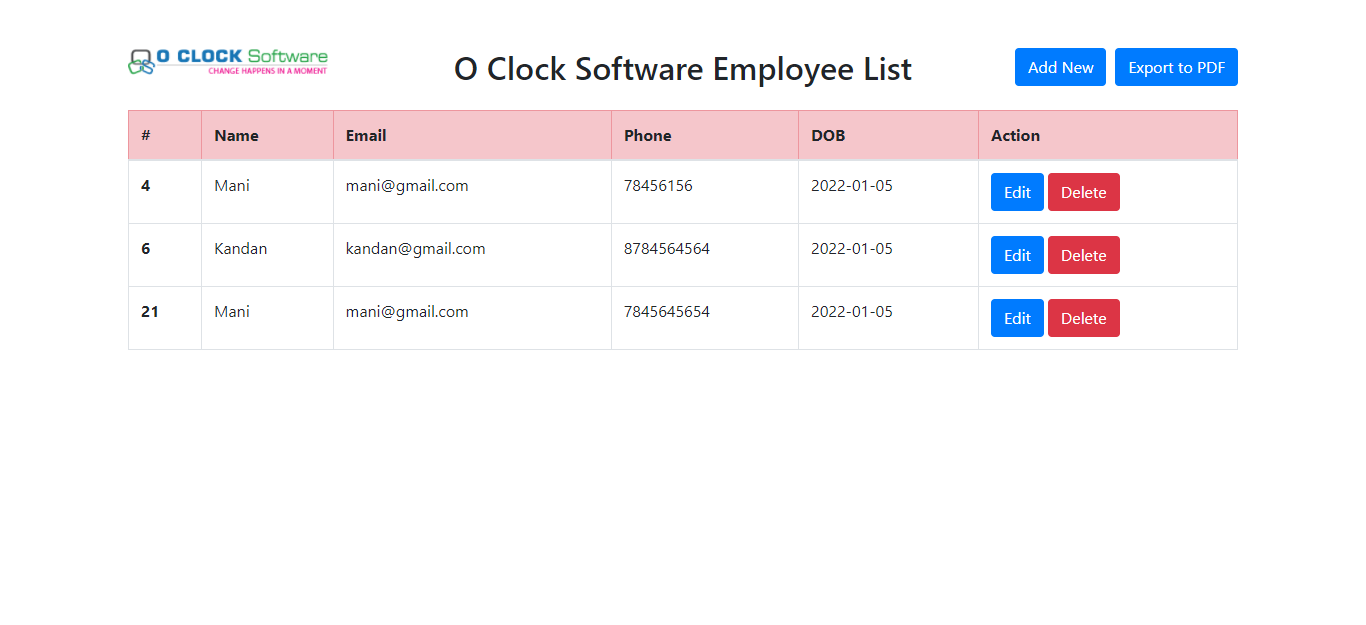 O CLOCK Software
CHANGE HAPPENS IN A MOMENT
O Clock Software Employee List
Add New Export to PDF
# Name Email Phone DOB Action
4 Mani mani@gmail.com 78456156 2022-01-05 Edit Delete
6 Kandan kandan@gmail.com 8784564564 2022-01-05 Edit Delete
21 Mani mani@gmail.com 7845645654 2022-01-05 Edit Delete